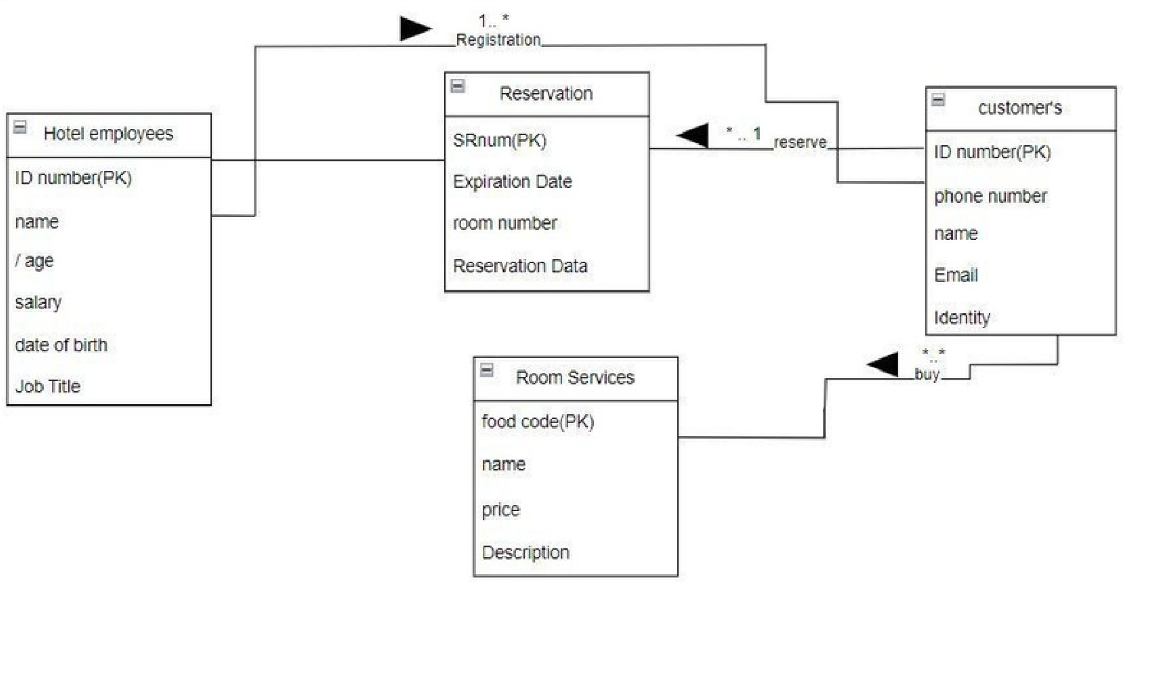 1.. *
Registration
Hotel employees
ID number(PK)
name
/ age
salary
date of birth
Job Title
Reservation
SRnum(PK)
Expiration Date
room number
Reservation Data
* .. 1
reserve
customer's
ID number(PK)
phone number
name
Email
Identity
*..*
buy
Room Services
food code(PK)
name
price
Description